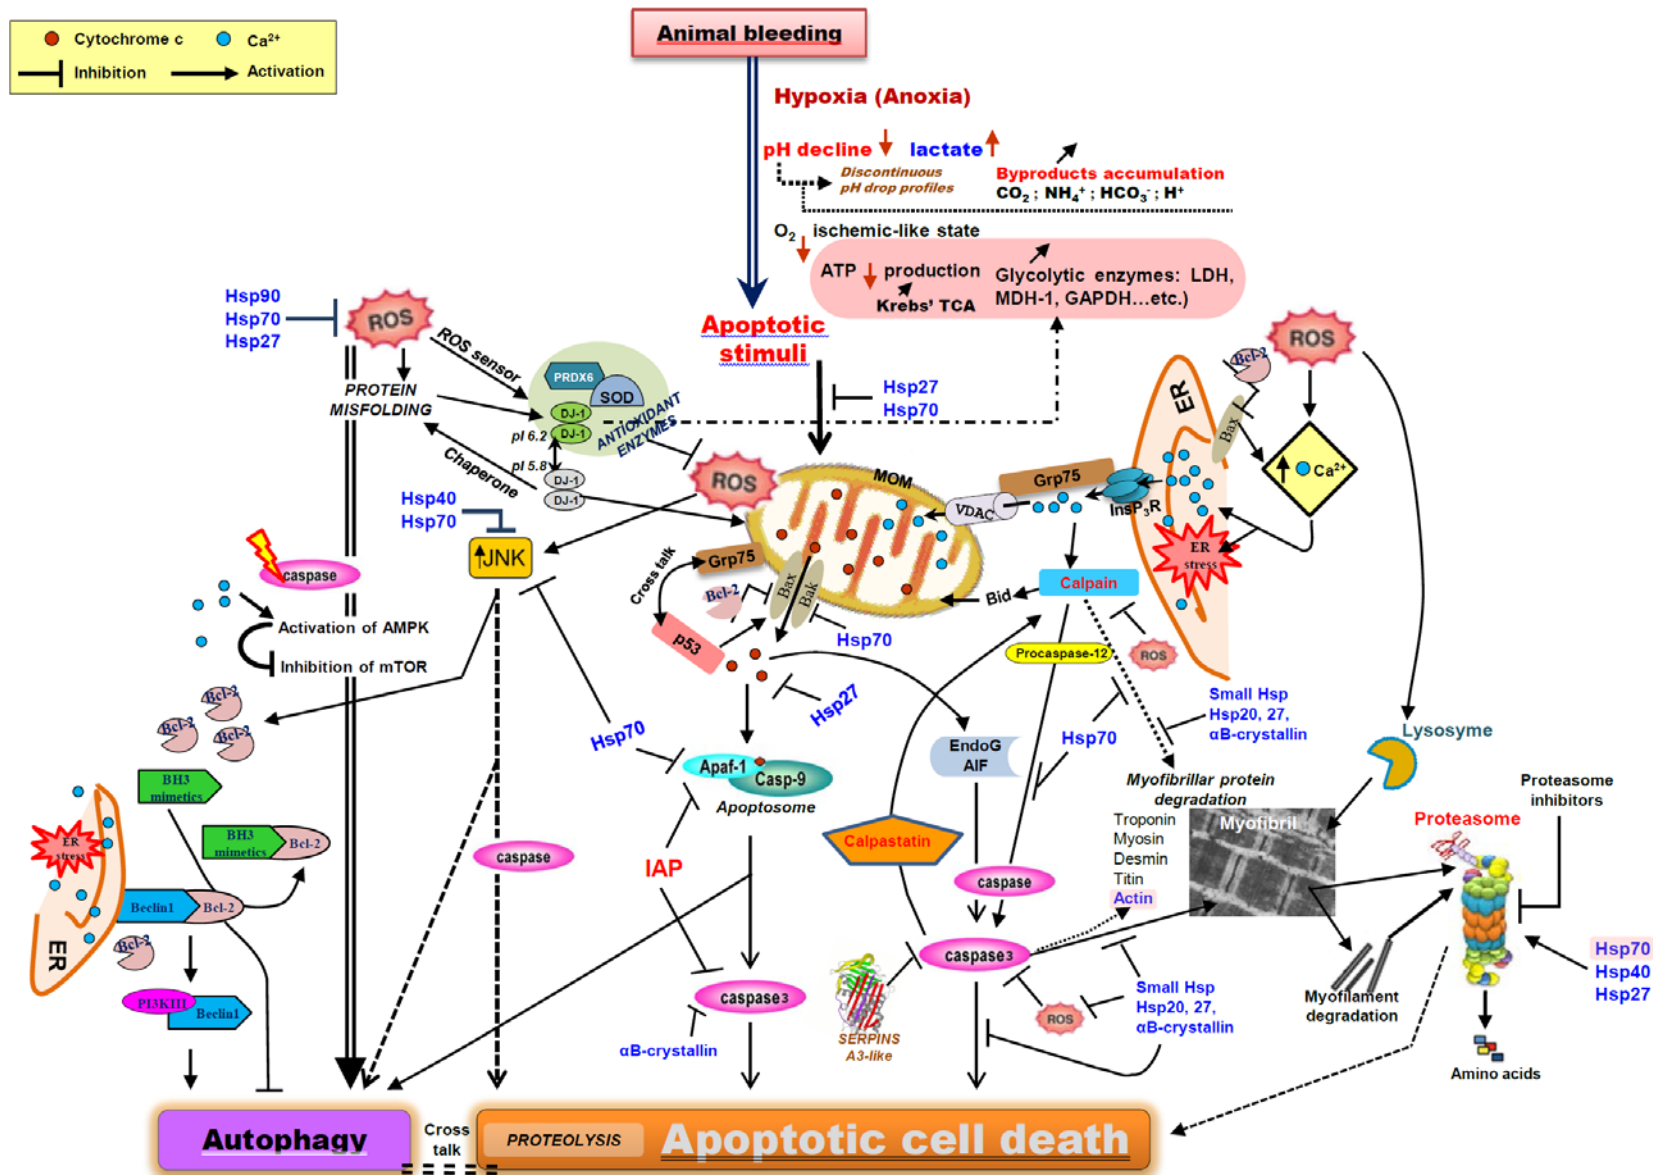 Cytochrome c
Ca²⁺
Inhibition
Activation
Animal bleeding
Hypoxia (Anoxia)
pH decline
lactate
Discontinuous
pH drop profiles
Byproducts accumulation
CO₂ ; NH₄⁺ ; HCO₃⁻ ; H⁺
O₂
ischemic-like state
ATP
production
Krebs' TCA
Glycolytic enzymes: LDH,
MDH-1, GAPDH...etc.)
Apoptotic
stimuli
Hsp27
Hsp70
Hsp90
Hsp70
Hsp27
ROS
ROS sensor
PROTEIN
MISFOLDING
PRDX6
SOD
DJ-1
DJ-1
ANTIOXIDANT
ENZYMES
pI 6.2
pI 5.8
DJ-1
DJ-1
Chaperone
Hsp40
Hsp70
JNK
ROS
MOM
VDAC
Grp75
InsP₃R
ER
Bcl-2
Bax
ROS
Ca²⁺
ER
stress
Grp75
Cross talk
Bcl-2
Bax
Bak
p53
Hsp70
Bid
Calpain
Procaspase-12
ROS
Small Hsp
Hsp20, 27,
αB-crystallin
caspase
Activation of AMPK
Inhibition of mTOR
Bcl-2
Bcl-2
Bcl-2
BH3
mimetics
BH3
mimetics
Bcl-2
ER
stress
Beclin1
Bcl-2
Bcl-2
ER
PI3KIII
Beclin1
Hsp27
Hsp70
Apaf-1
Casp-9
Apoptosome
EndoG
AIF
Hsp70
IAP
caspase
Calpastatin
caspase
caspase3
caspase3
αB-crystallin
SERPINS
A3-like
ROS
Small Hsp
Hsp20, 27,
αB-crystallin
Myofibrillar protein
degradation
Troponin
Myosin
Desmin
Titin
Actin
Myofibril
Lysosyme
Proteasome
inhibitors
Proteasome
Myofilament
degradation
Hsp70
Hsp40
Hsp27
Amino acids
Autophagy
Cross
talk
PROTEOLYSIS
Apoptotic cell death